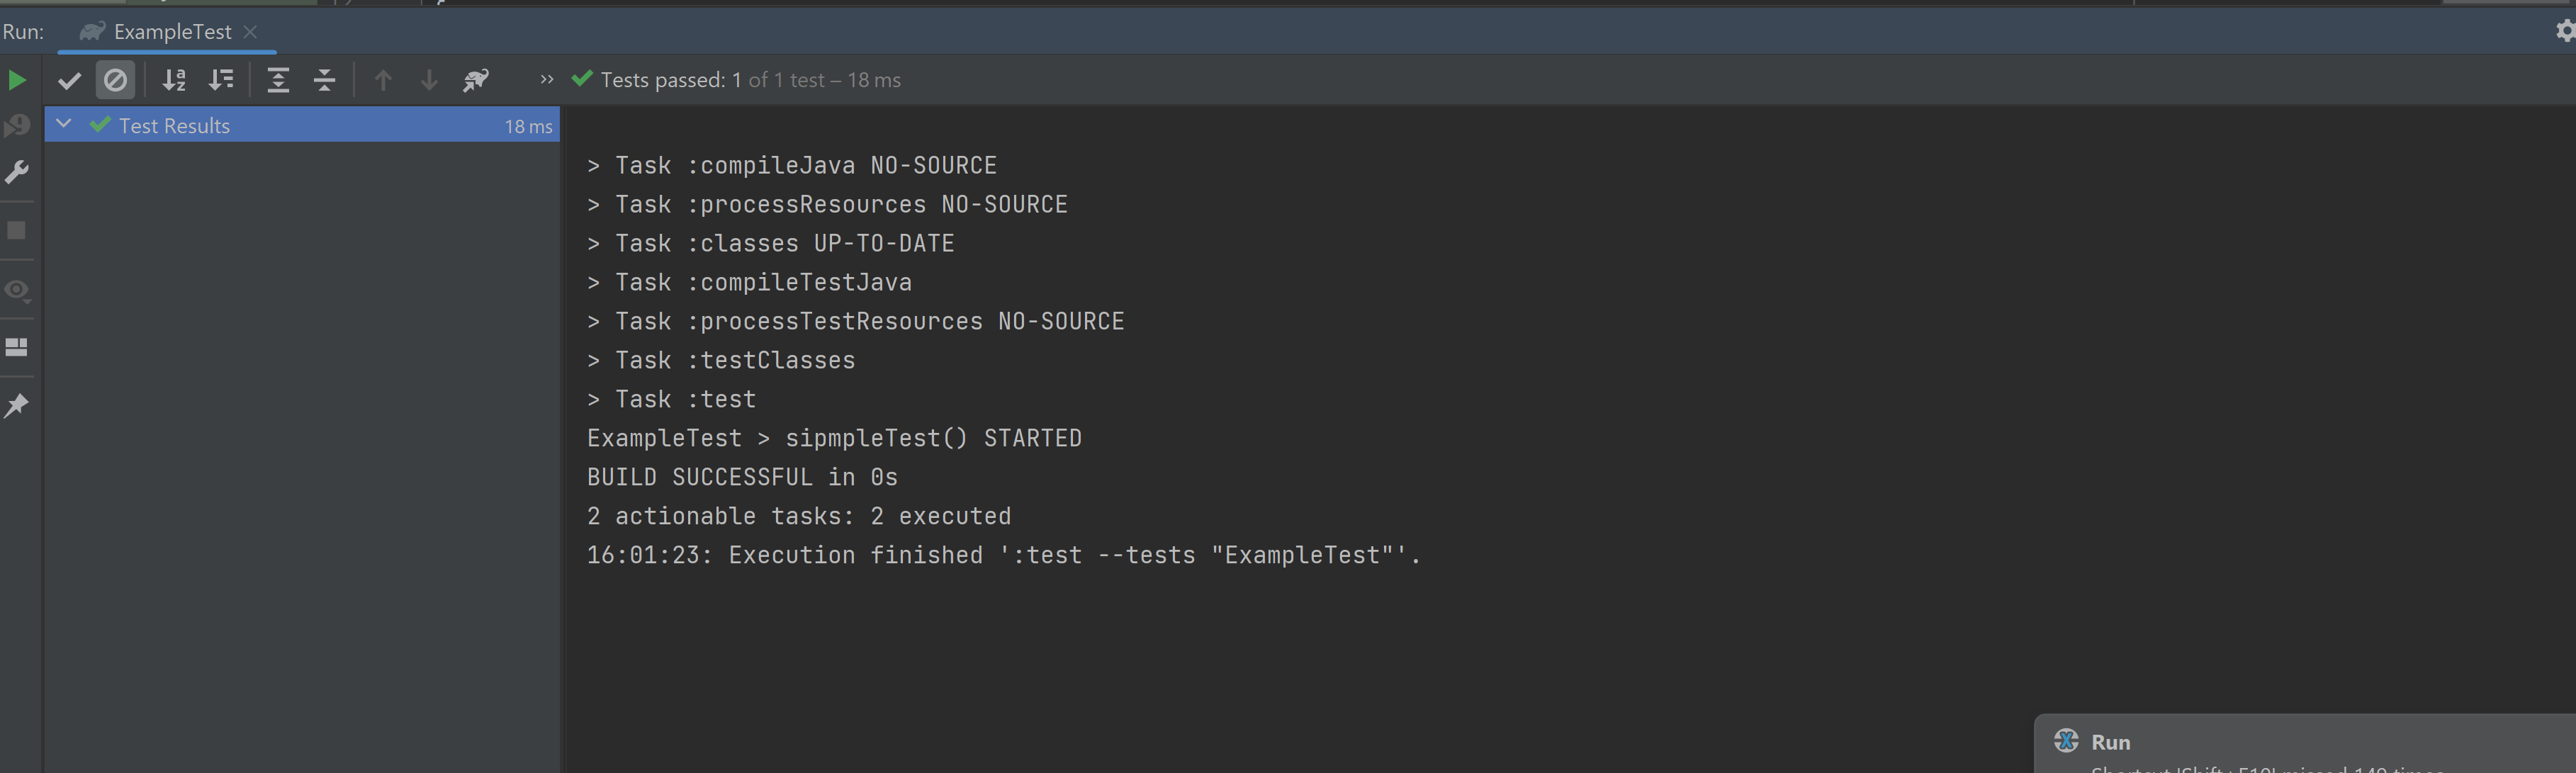 Run: ExampleTest
» Tests passed: 1 of 1 test – 18 ms
Test Results 18 ms
> Task :compileJava NO-SOURCE
> Task :processResources NO-SOURCE
> Task :classes UP-TO-DATE
> Task :compileTestJava
> Task :processTestResources NO-SOURCE
> Task :testClasses
> Task :test
ExampleTest > sipmpleTest() STARTED
BUILD SUCCESSFUL in 0s
2 actionable tasks: 2 executed
16:01:23: Execution finished ':test --tests "ExampleTest"'.
Run